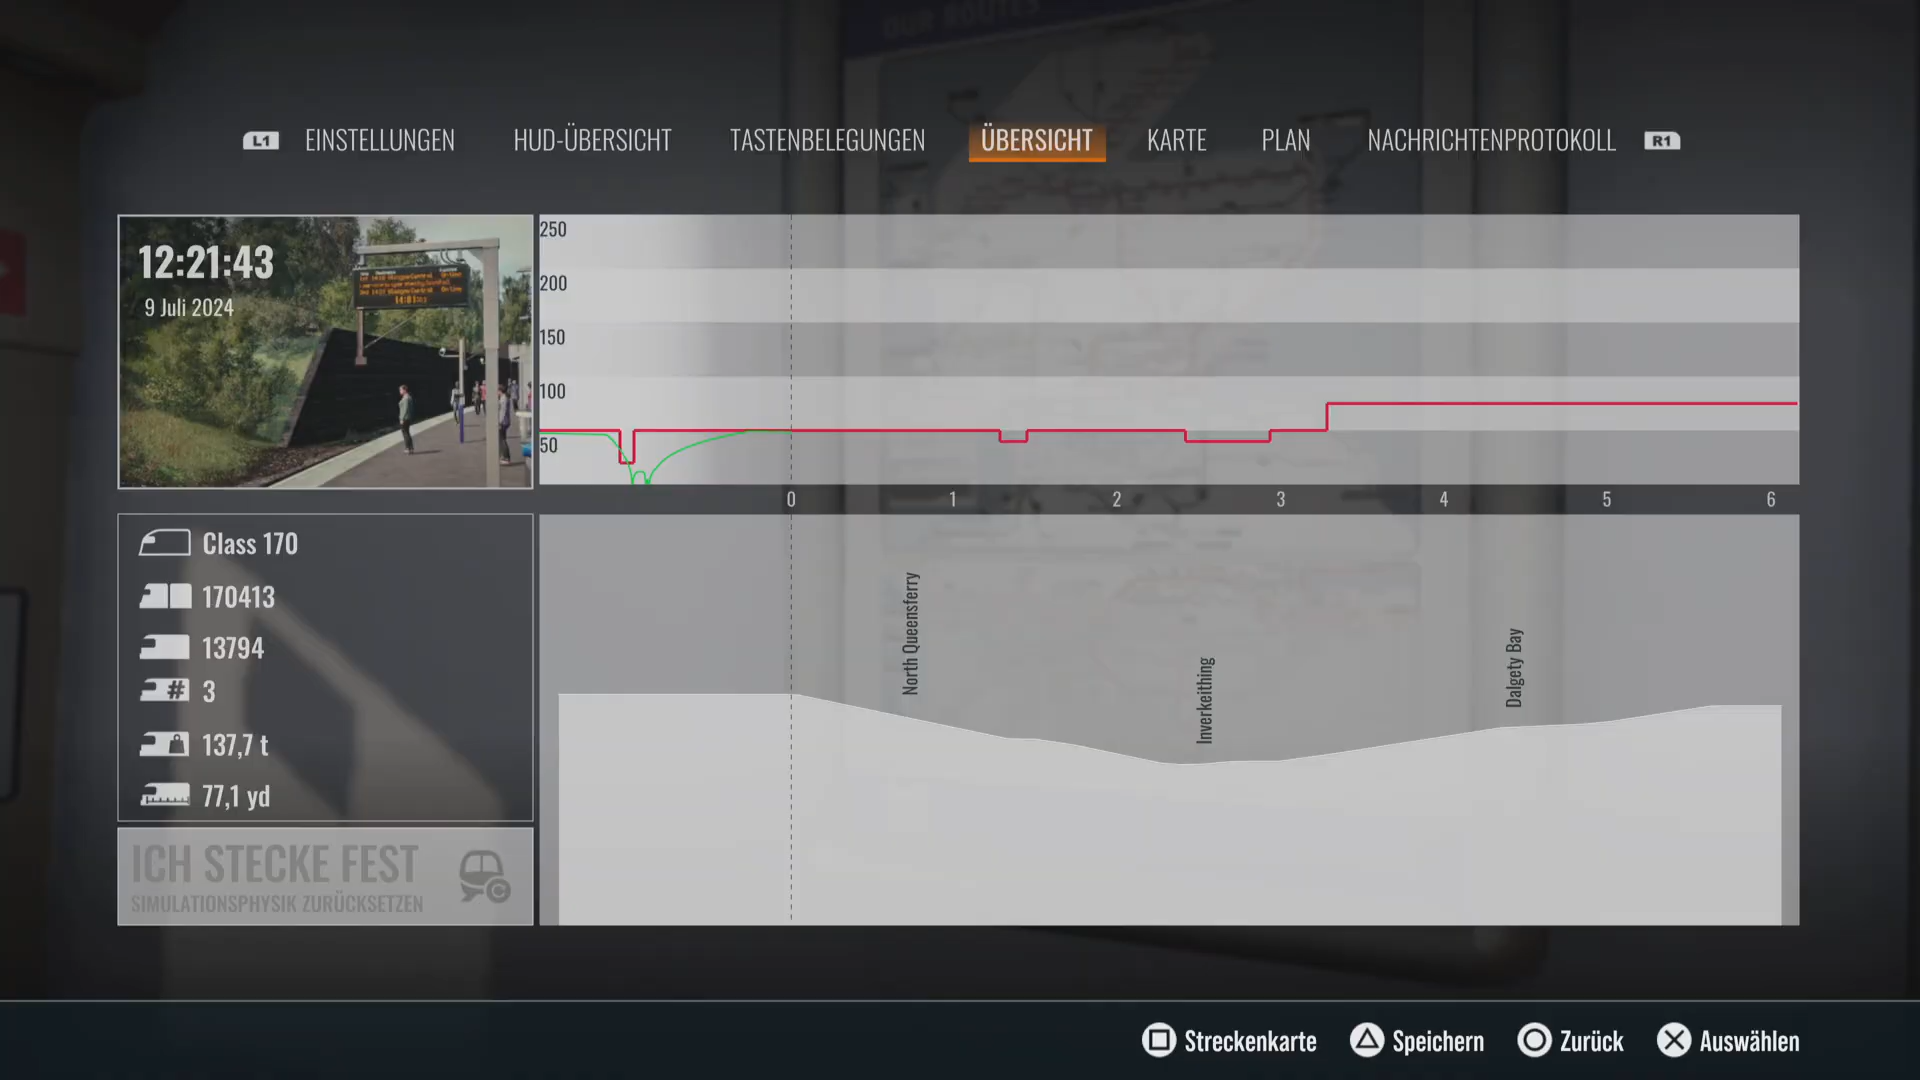 OUR ROUTES
L1
EINSTELLUNGEN
HUD-ÜBERSICHT
TASTENBELEGUNGEN
ÜBERSICHT
KARTE
PLAN
NACHRICHTENPROTOKOLL
R1
12:21:43
9 Juli 2024
250
200
150
100
50
0
1
2
3
4
5
6
Class 170
170413
13794
# 3
137,7 t
77,1 yd
North Queensferry
Inverkeithing
Dalgety Bay
ICH STECKE FEST
SIMULATIONSPHYSIK ZURÜCKSETZEN
Streckenkarte
Speichern
Zurück
Auswählen